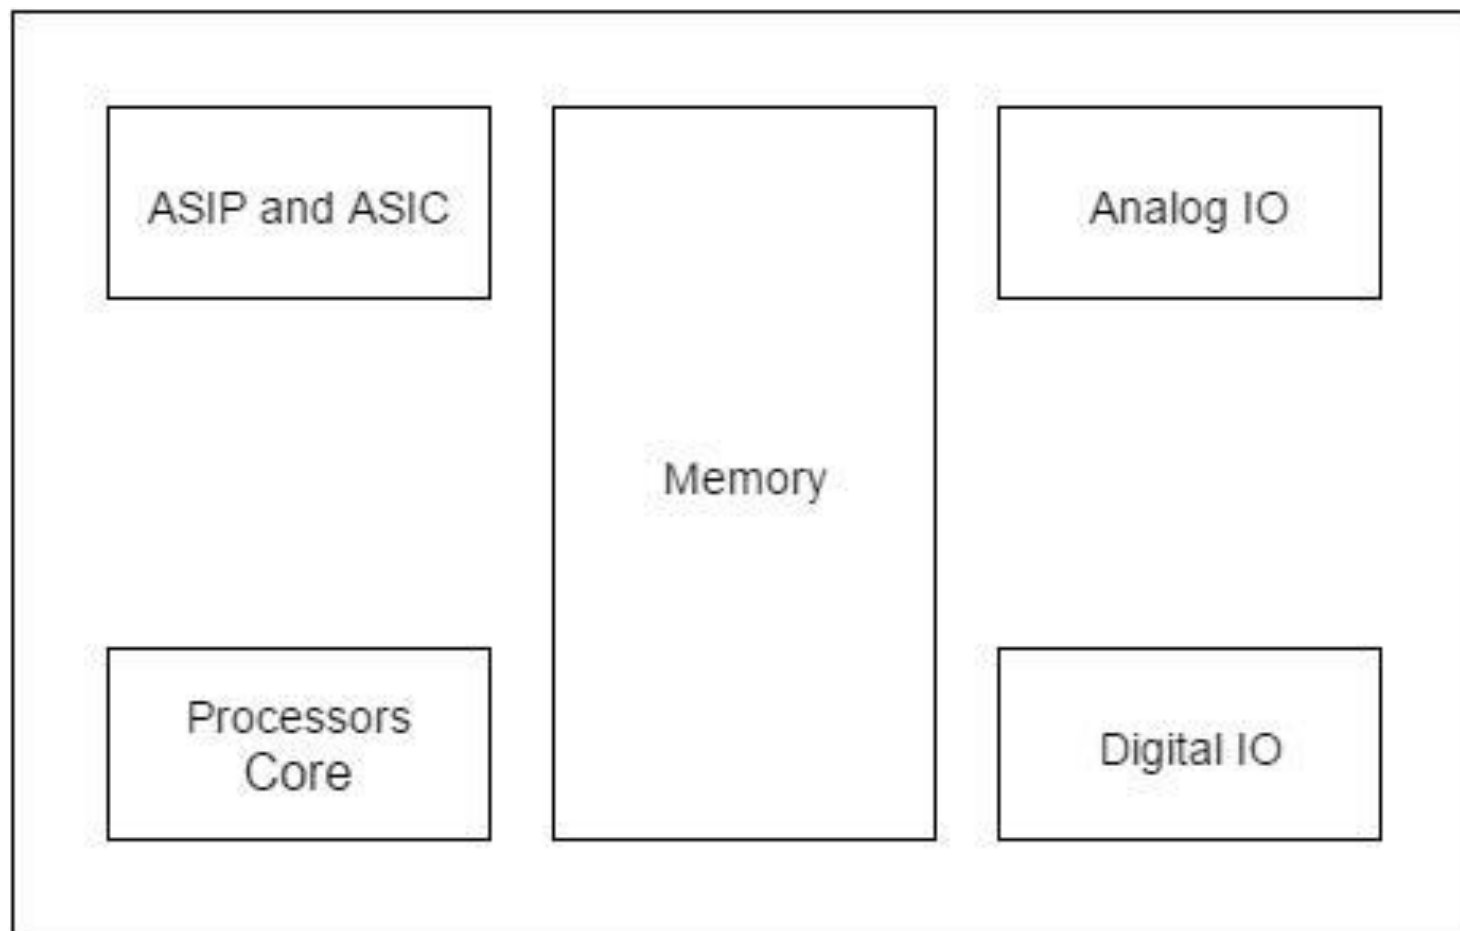 ASIP and ASIC
Analog IO
Memory
Processors
Core
Digital IO